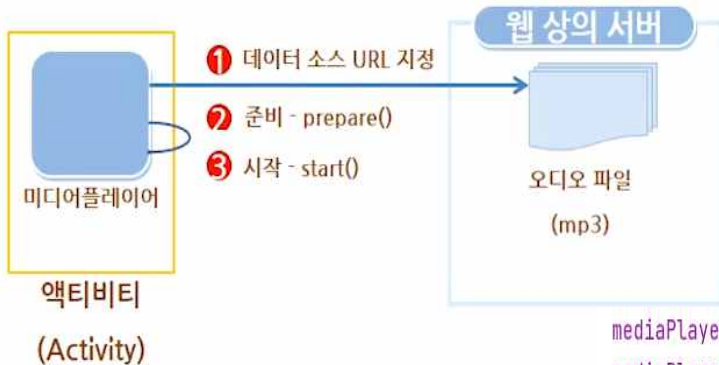 웹 상의 서버
1 데이터 소스 URL 지정
2 준비 - prepare()
3 시작 - start()
미디어플레이어
오디오 파일
(mp3)
액티비티
(Activity)
mediaPlaye